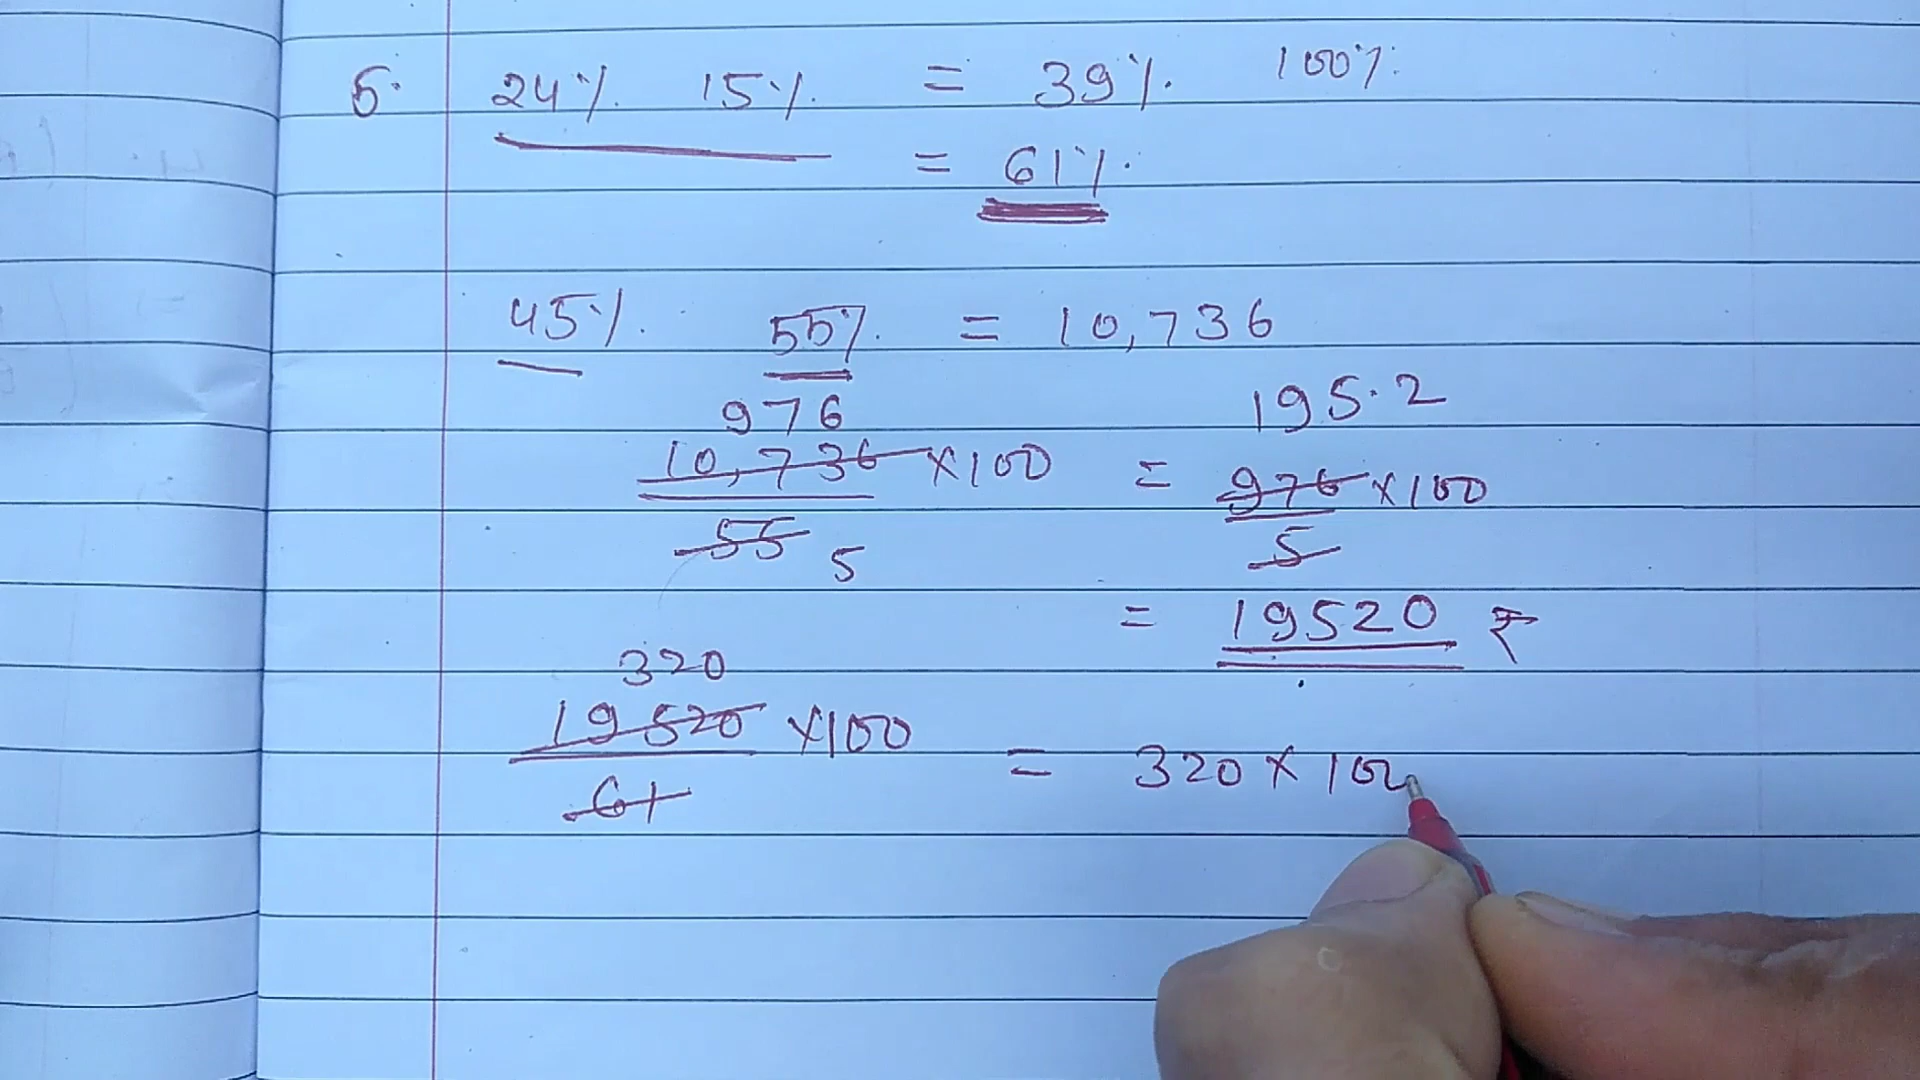 5. 24% 15% = 39% 100%
= 61%
45% 55% = 10,736
976 195.2
10,736 ×100 = 976 ×100
55 5 5
= 19520 ₹
320
19520 ×100 = 320 × 100
61